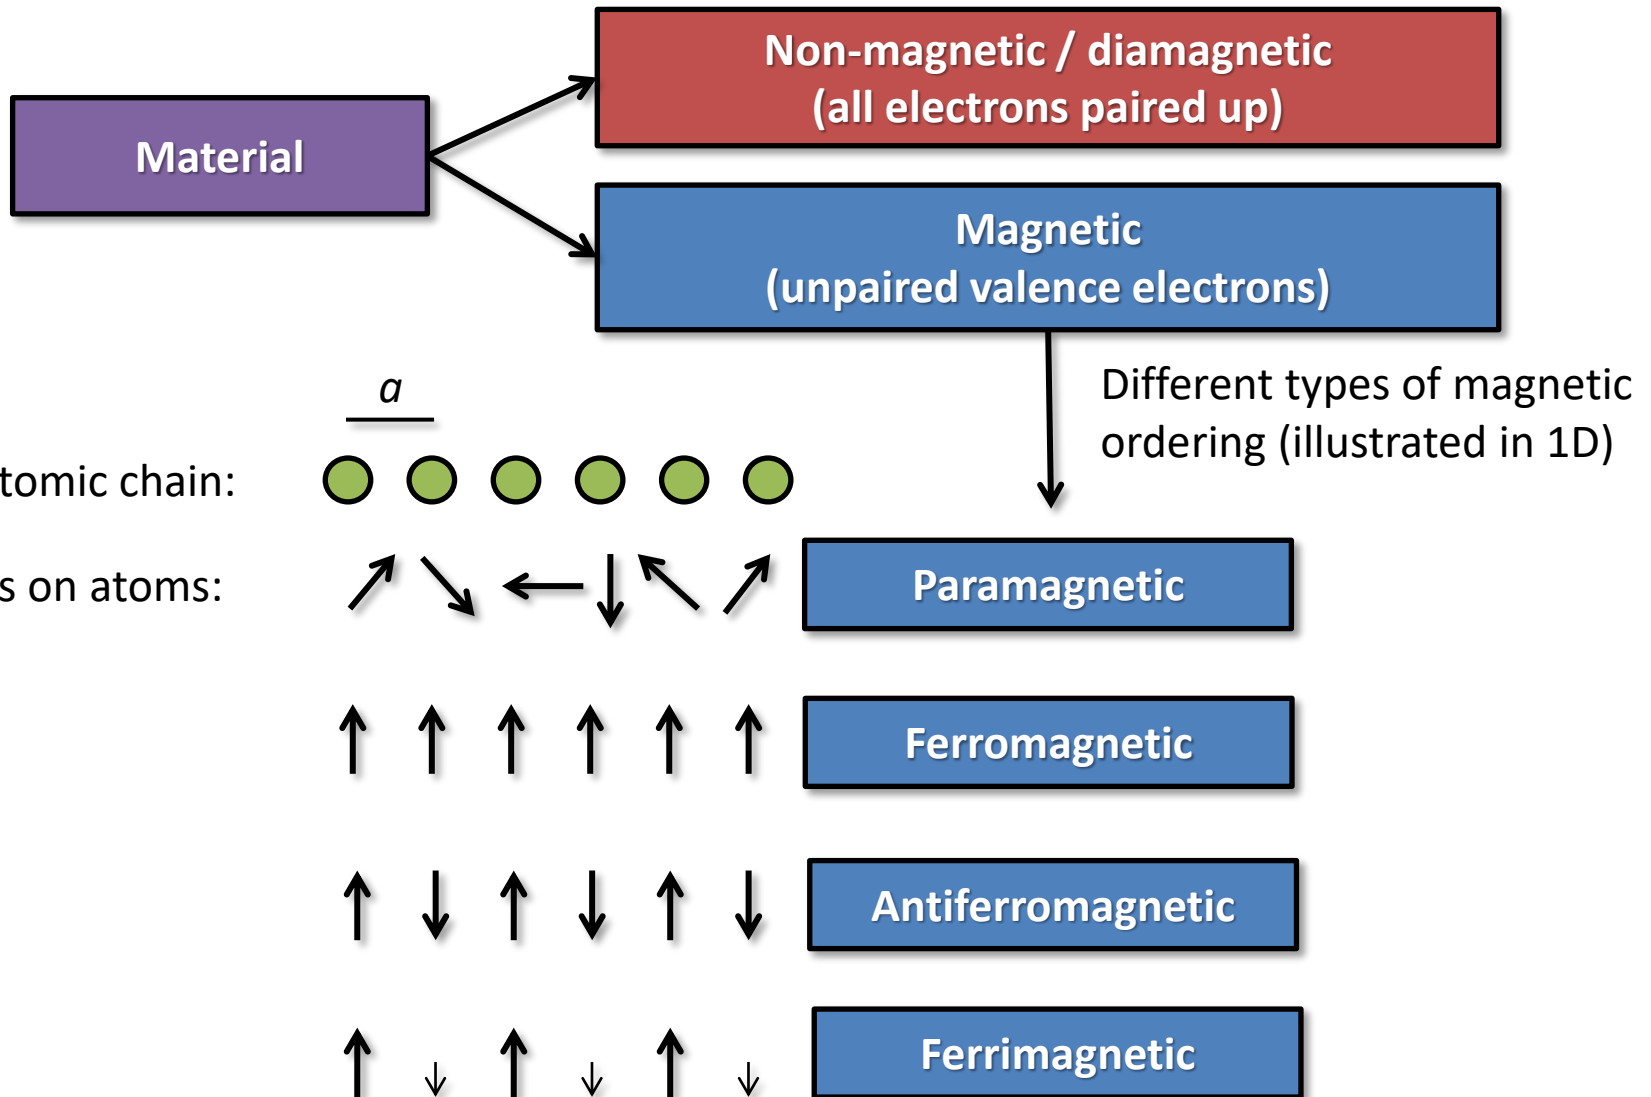 Non-magnetic / diamagnetic
(all electrons paired up)
Material
Magnetic
(unpaired valence electrons)
a
Different types of magnetic
ordering (illustrated in 1D)
tomic chain:
s on atoms:
Paramagnetic
Ferromagnetic
Antiferromagnetic
Ferrimagnetic